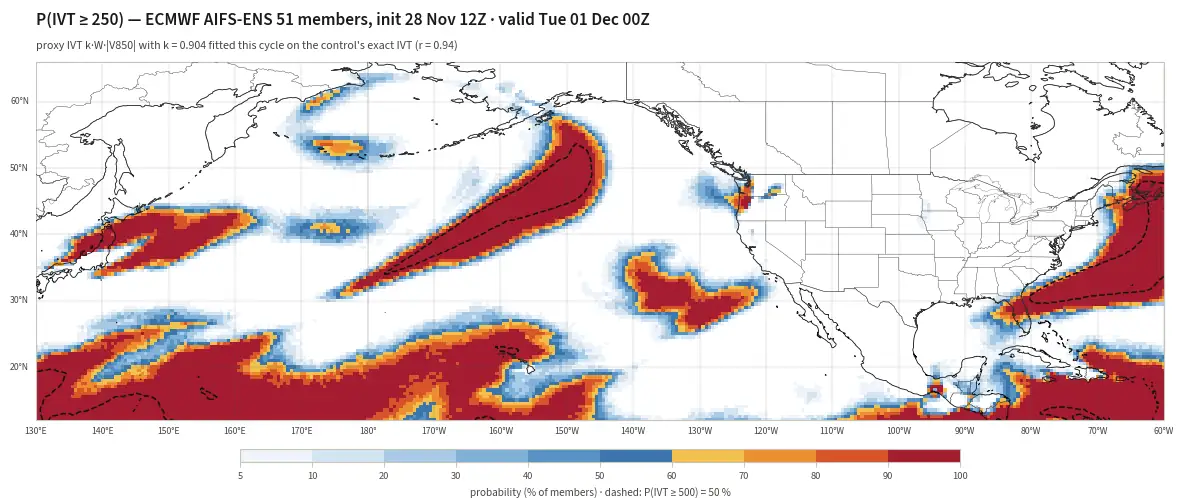 P(IVT ≥ 250) — ECMWF AIFS-ENS 51 members, init 28 Nov 12Z · valid Tue 01 Dec 00Z
proxy IVT k·W·|V850| with k = 0.904 fitted this cycle on the control's exact IVT (r = 0.94)
60°N
50°N
40°N
30°N
20°N
130°E 140°E 150°E 160°E 170°E 180° 170°W 160°W 150°W 140°W 130°W 120°W 110°W 100°W 90°W 80°W 70°W 60°W
5 10 20 30 40 50 60 70 80 90 100
probability (% of members) · dashed: P(IVT ≥ 500) = 50 %